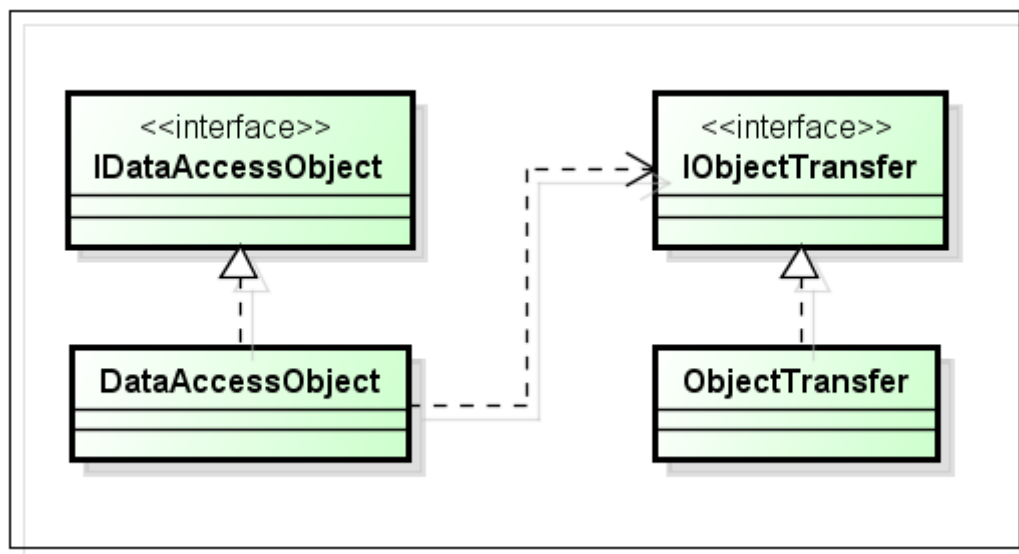 <<interface>>
IDataAccessObject
<<interface>>
IObjectTransfer
DataAccessObject
ObjectTransfer